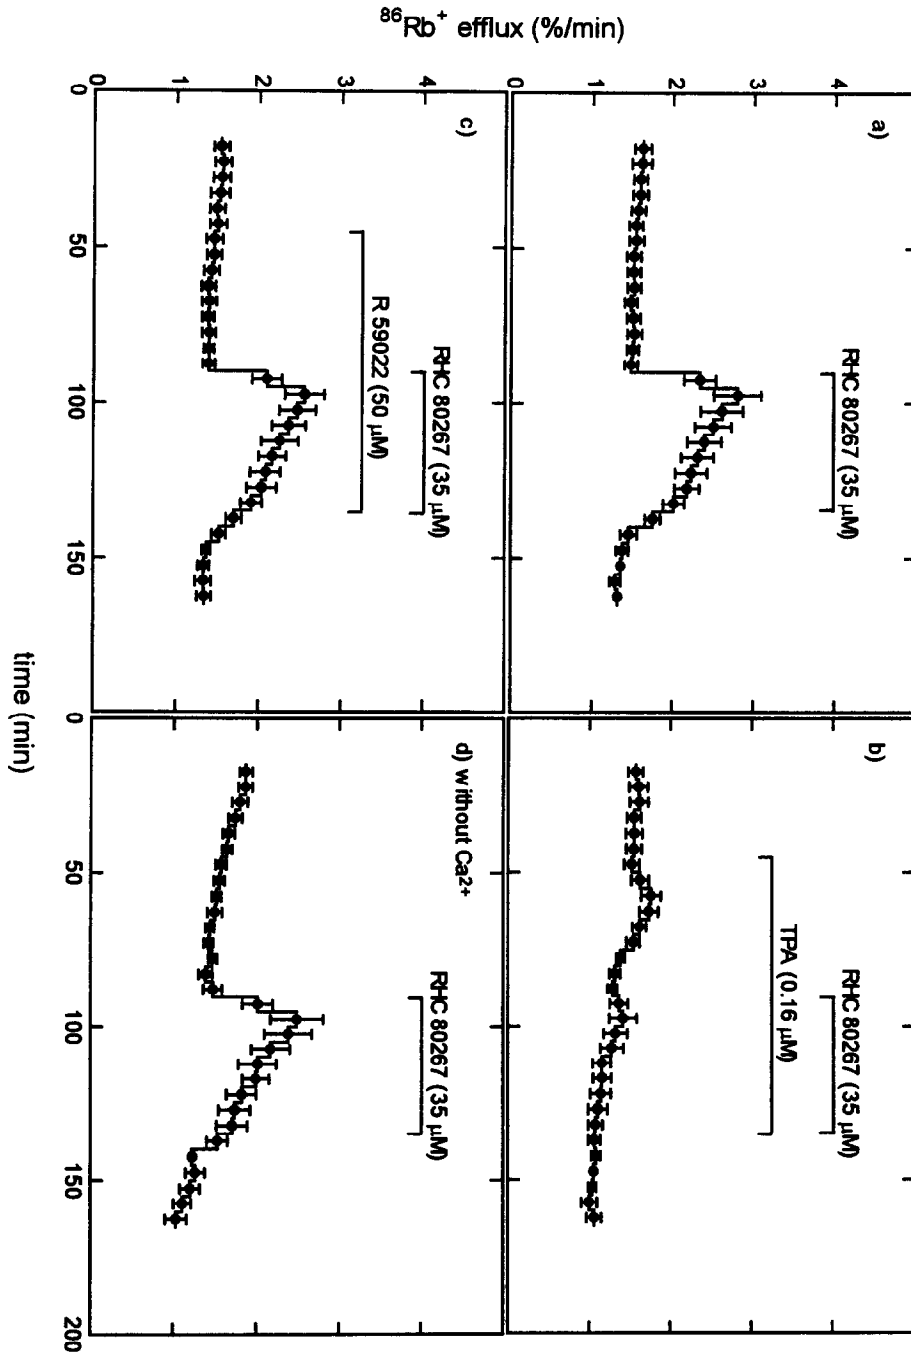 ⁸⁶Rb⁺ efflux (%/min)
a)
RHC 80267 (35 µM)
4
3
2
1
0
b)
RHC 80267 (35 µM)
TPA (0.16 µM)
c)
RHC 80267 (35 µM)
R 59022 (50 µM)
4
3
2
1
0
d) without Ca²⁺
RHC 80267 (35 µM)
0
50
100
150
0
50
100
150
200
time (min)